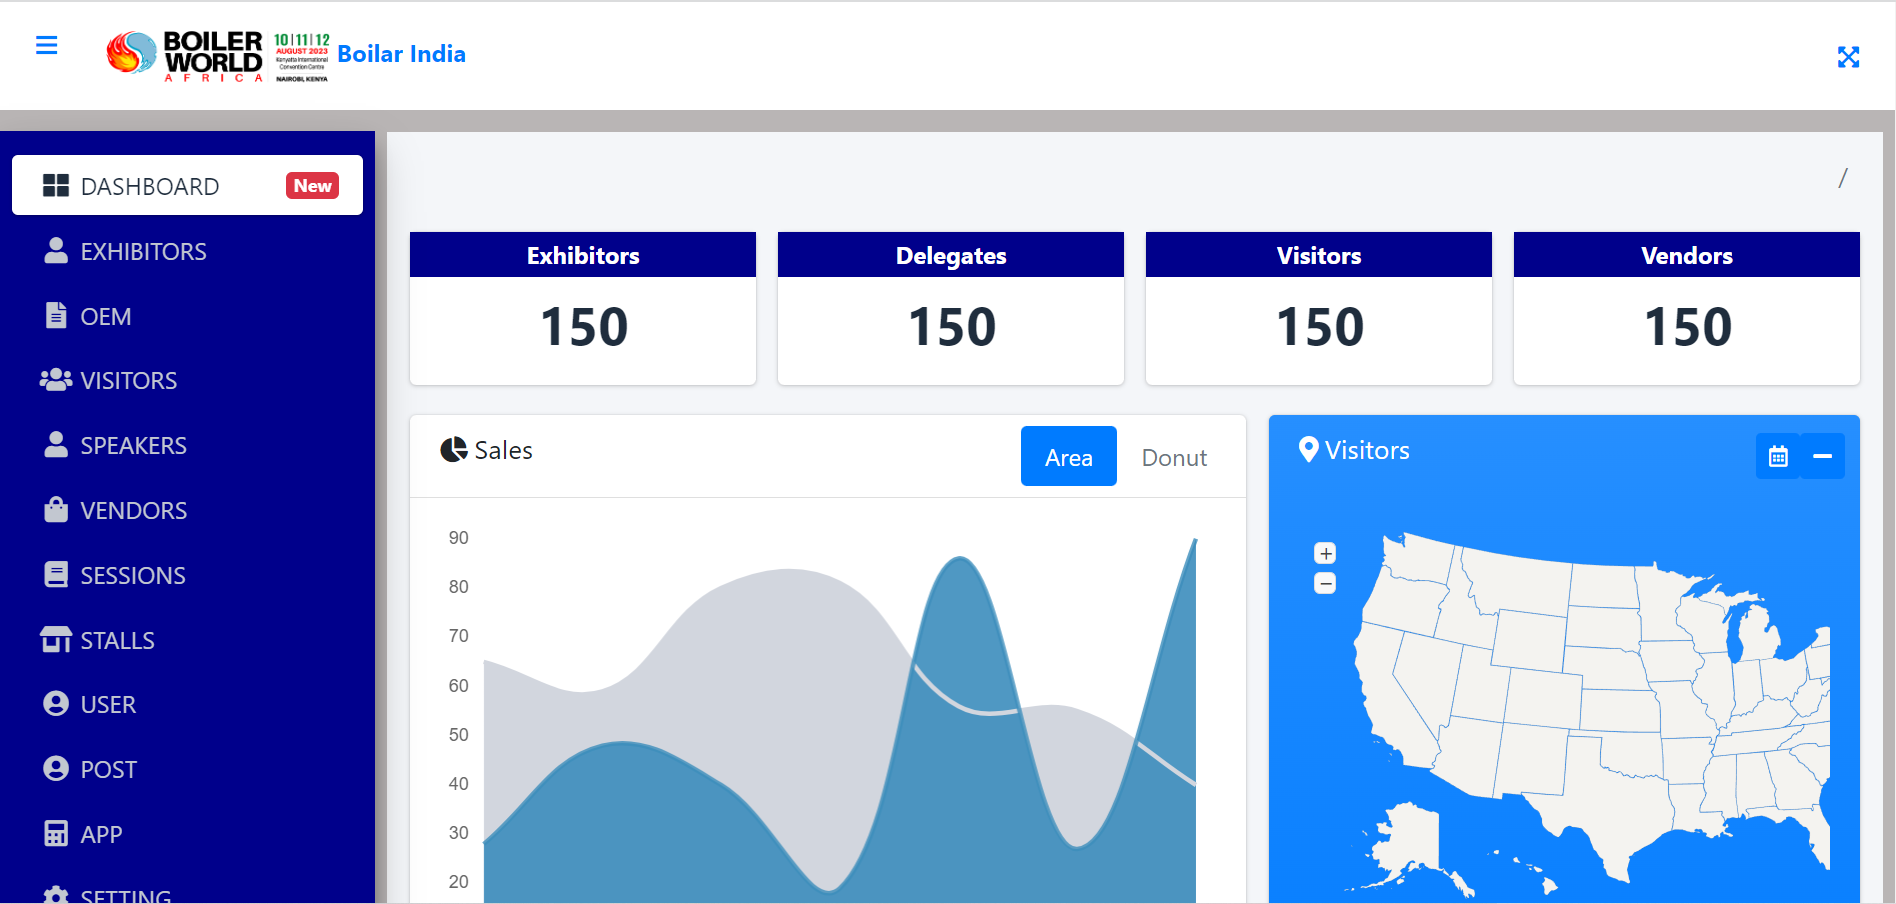 BOILER
WORLD
AFRICA
10|11|12
AUGUST 2023
Kenyatta International
Convention Centre
NAIROBI, KENYA
Boilar India
/
DASHBOARD
New
EXHIBITORS
OEM
VISITORS
SPEAKERS
VENDORS
SESSIONS
STALLS
USER
POST
APP
SETTING
Exhibitors
150
Delegates
150
Visitors
150
Vendors
150
Sales
Area
Donut
90
80
70
60
50
40
30
20
Visitors
+
−